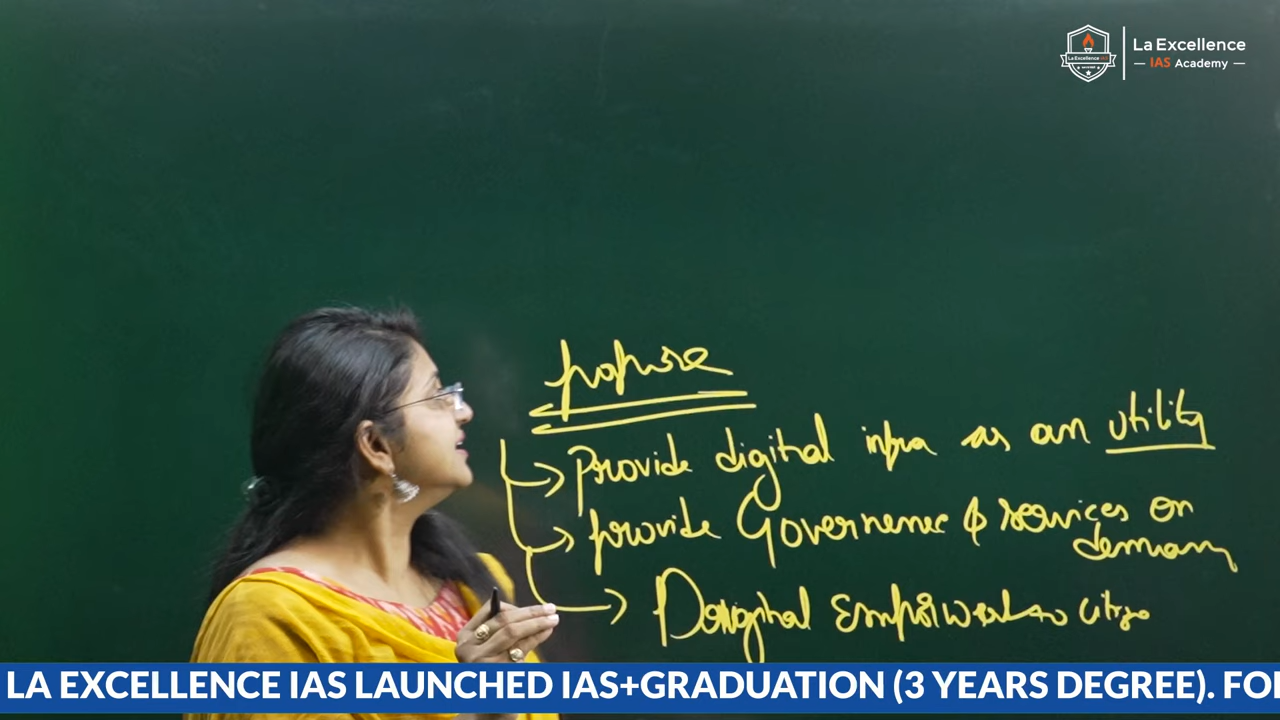 La Excellence
— IAS Academy —
purpose
Provide digital infra as an utility
provide Governence & services on
demand
Digital
LA EXCELLENCE IAS LAUNCHED IAS+GRADUATION (3 YEARS DEGREE). FO